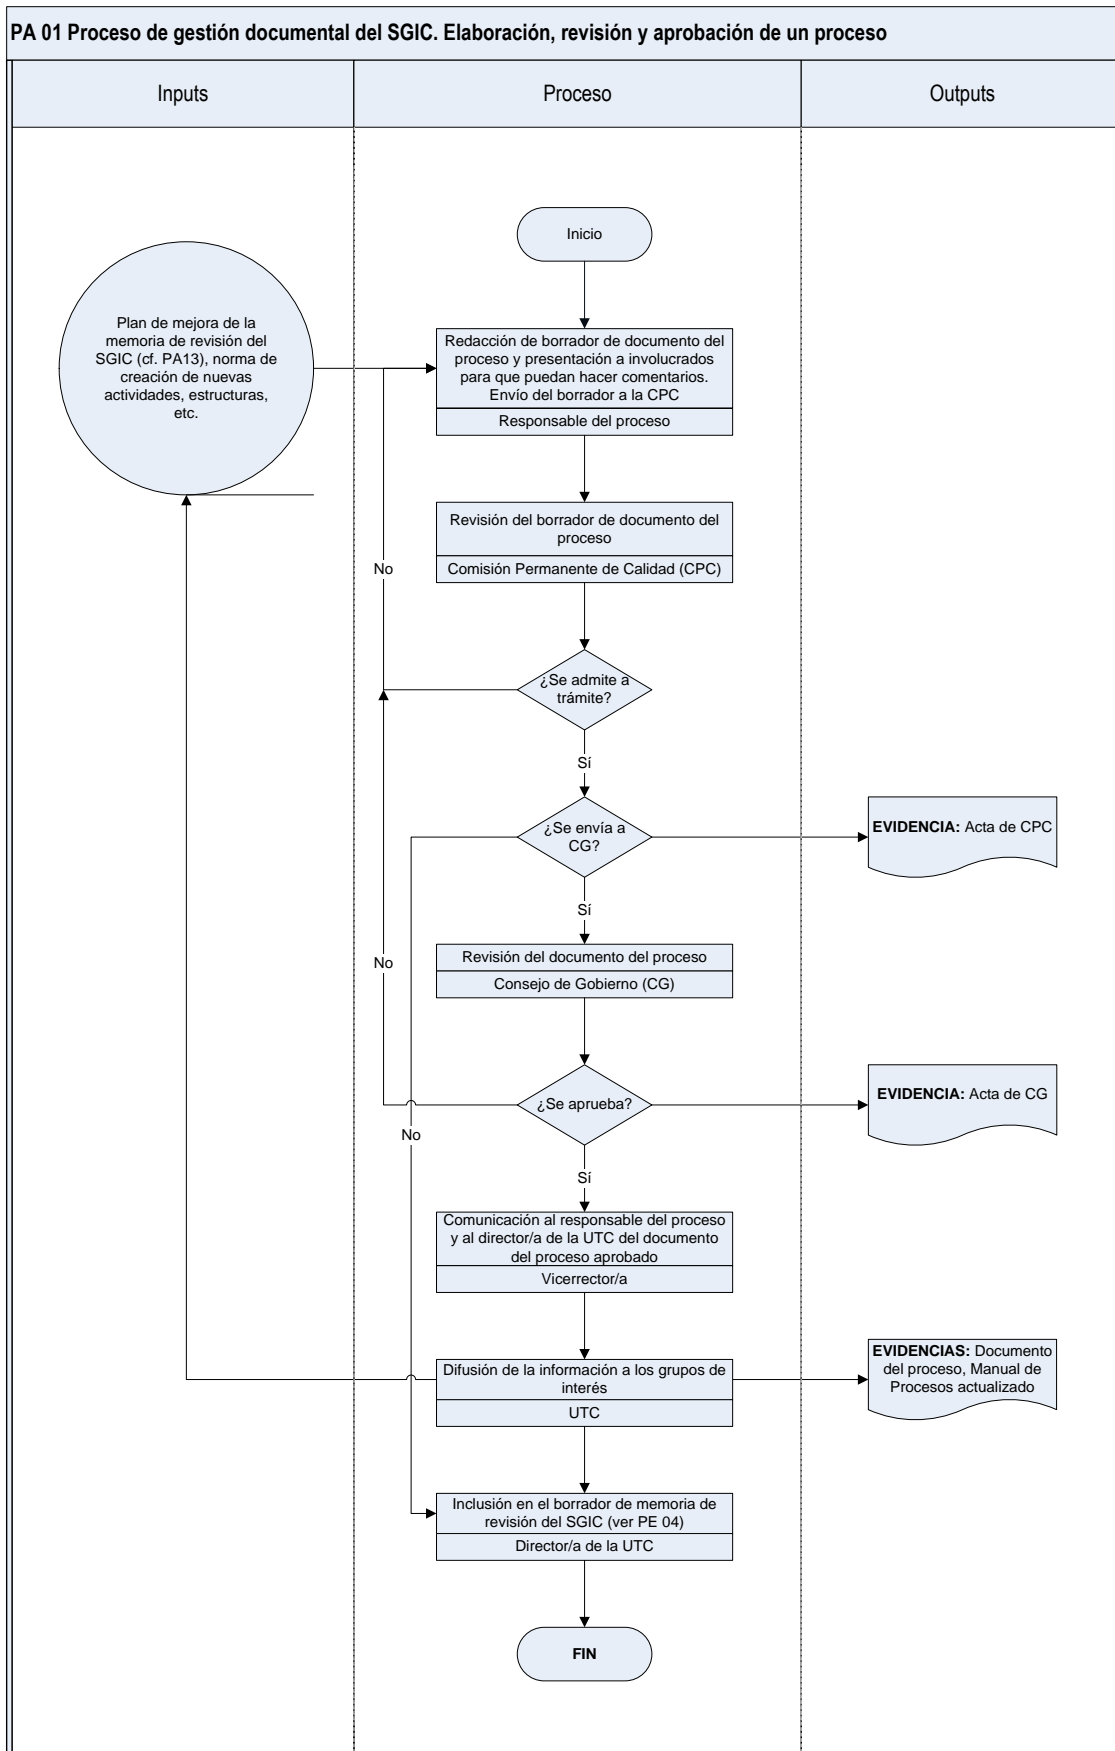 PA 01 Proceso de gestión documental del SGIC. Elaboración, revisión y aprobación de un proceso
Inputs
Proceso
Outputs
Inicio
Plan de mejora de la
memoria de revisión del
SGIC (cf. PA13), norma de
creación de nuevas
actividades, estructuras,
etc.
Redacción de borrador de documento del
proceso y presentación a involucrados
para que puedan hacer comentarios.
Envío del borrador a la CPC
Responsable del proceso
Revisión del borrador de documento del
proceso
Comisión Permanente de Calidad (CPC)
No
¿Se admite a
trámite?
Sí
¿Se envía a
CG?
EVIDENCIA: Acta de CPC
Sí
Revisión del documento del proceso
Consejo de Gobierno (CG)
No
¿Se aprueba?
EVIDENCIA: Acta de CG
No
Sí
Comunicación al responsable del proceso
y al director/a de la UTC del documento
del proceso aprobado
Vicerrector/a
Difusión de la información a los grupos de
interés
UTC
EVIDENCIAS: Documento
del proceso, Manual de
Procesos actualizado
Inclusión en el borrador de memoria de
revisión del SGIC (ver PE 04)
Director/a de la UTC
FIN